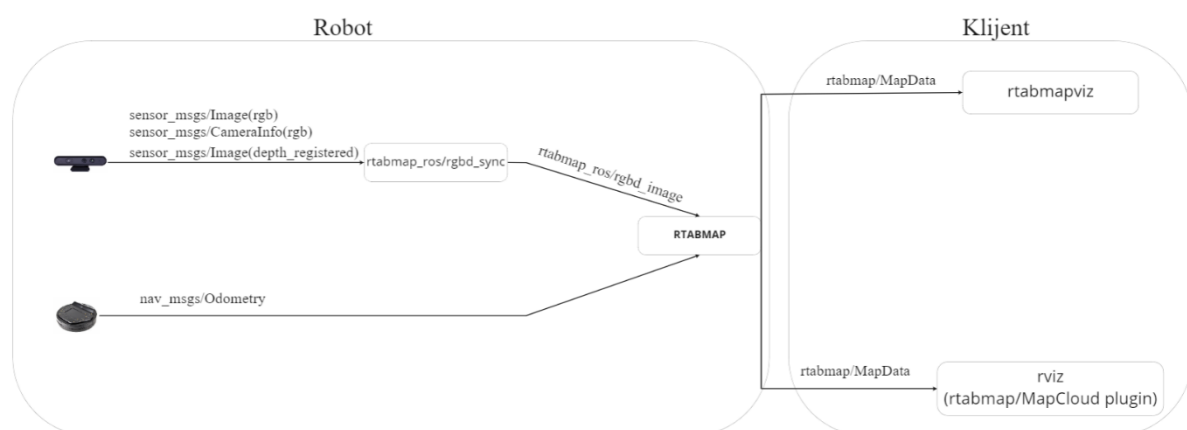 Robot
Klijent
rtabmap/MapData
rtabmapviz
sensor_msgs/Image(rgb)
sensor_msgs/CameraInfo(rgb)
sensor_msgs/Image(depth_registered)
rtabmap_ros/rgbd_sync
rtabmap_ros/rgbd_image
RTABMAP
nav_msgs/Odometry
rtabmap/MapData
rviz
(rtabmap/MapCloud plugin)